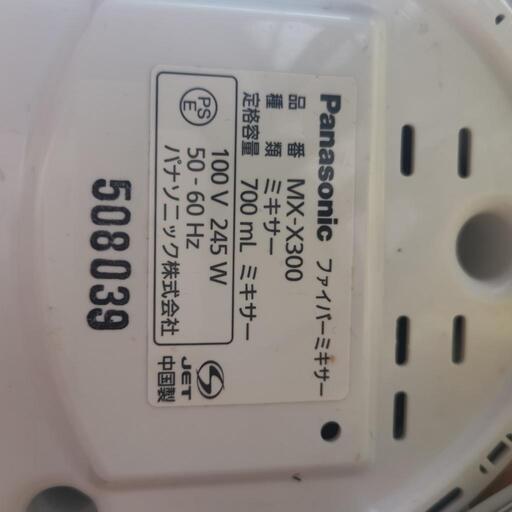 Panasonic ファイバーミキサー
品番 MX-X300
種類 ミキサー
定格容量 700 mL ミキサー
PS
E
100 V 245 W
50 - 60 Hz
パナソニック株式会社
JET
中国製
508039